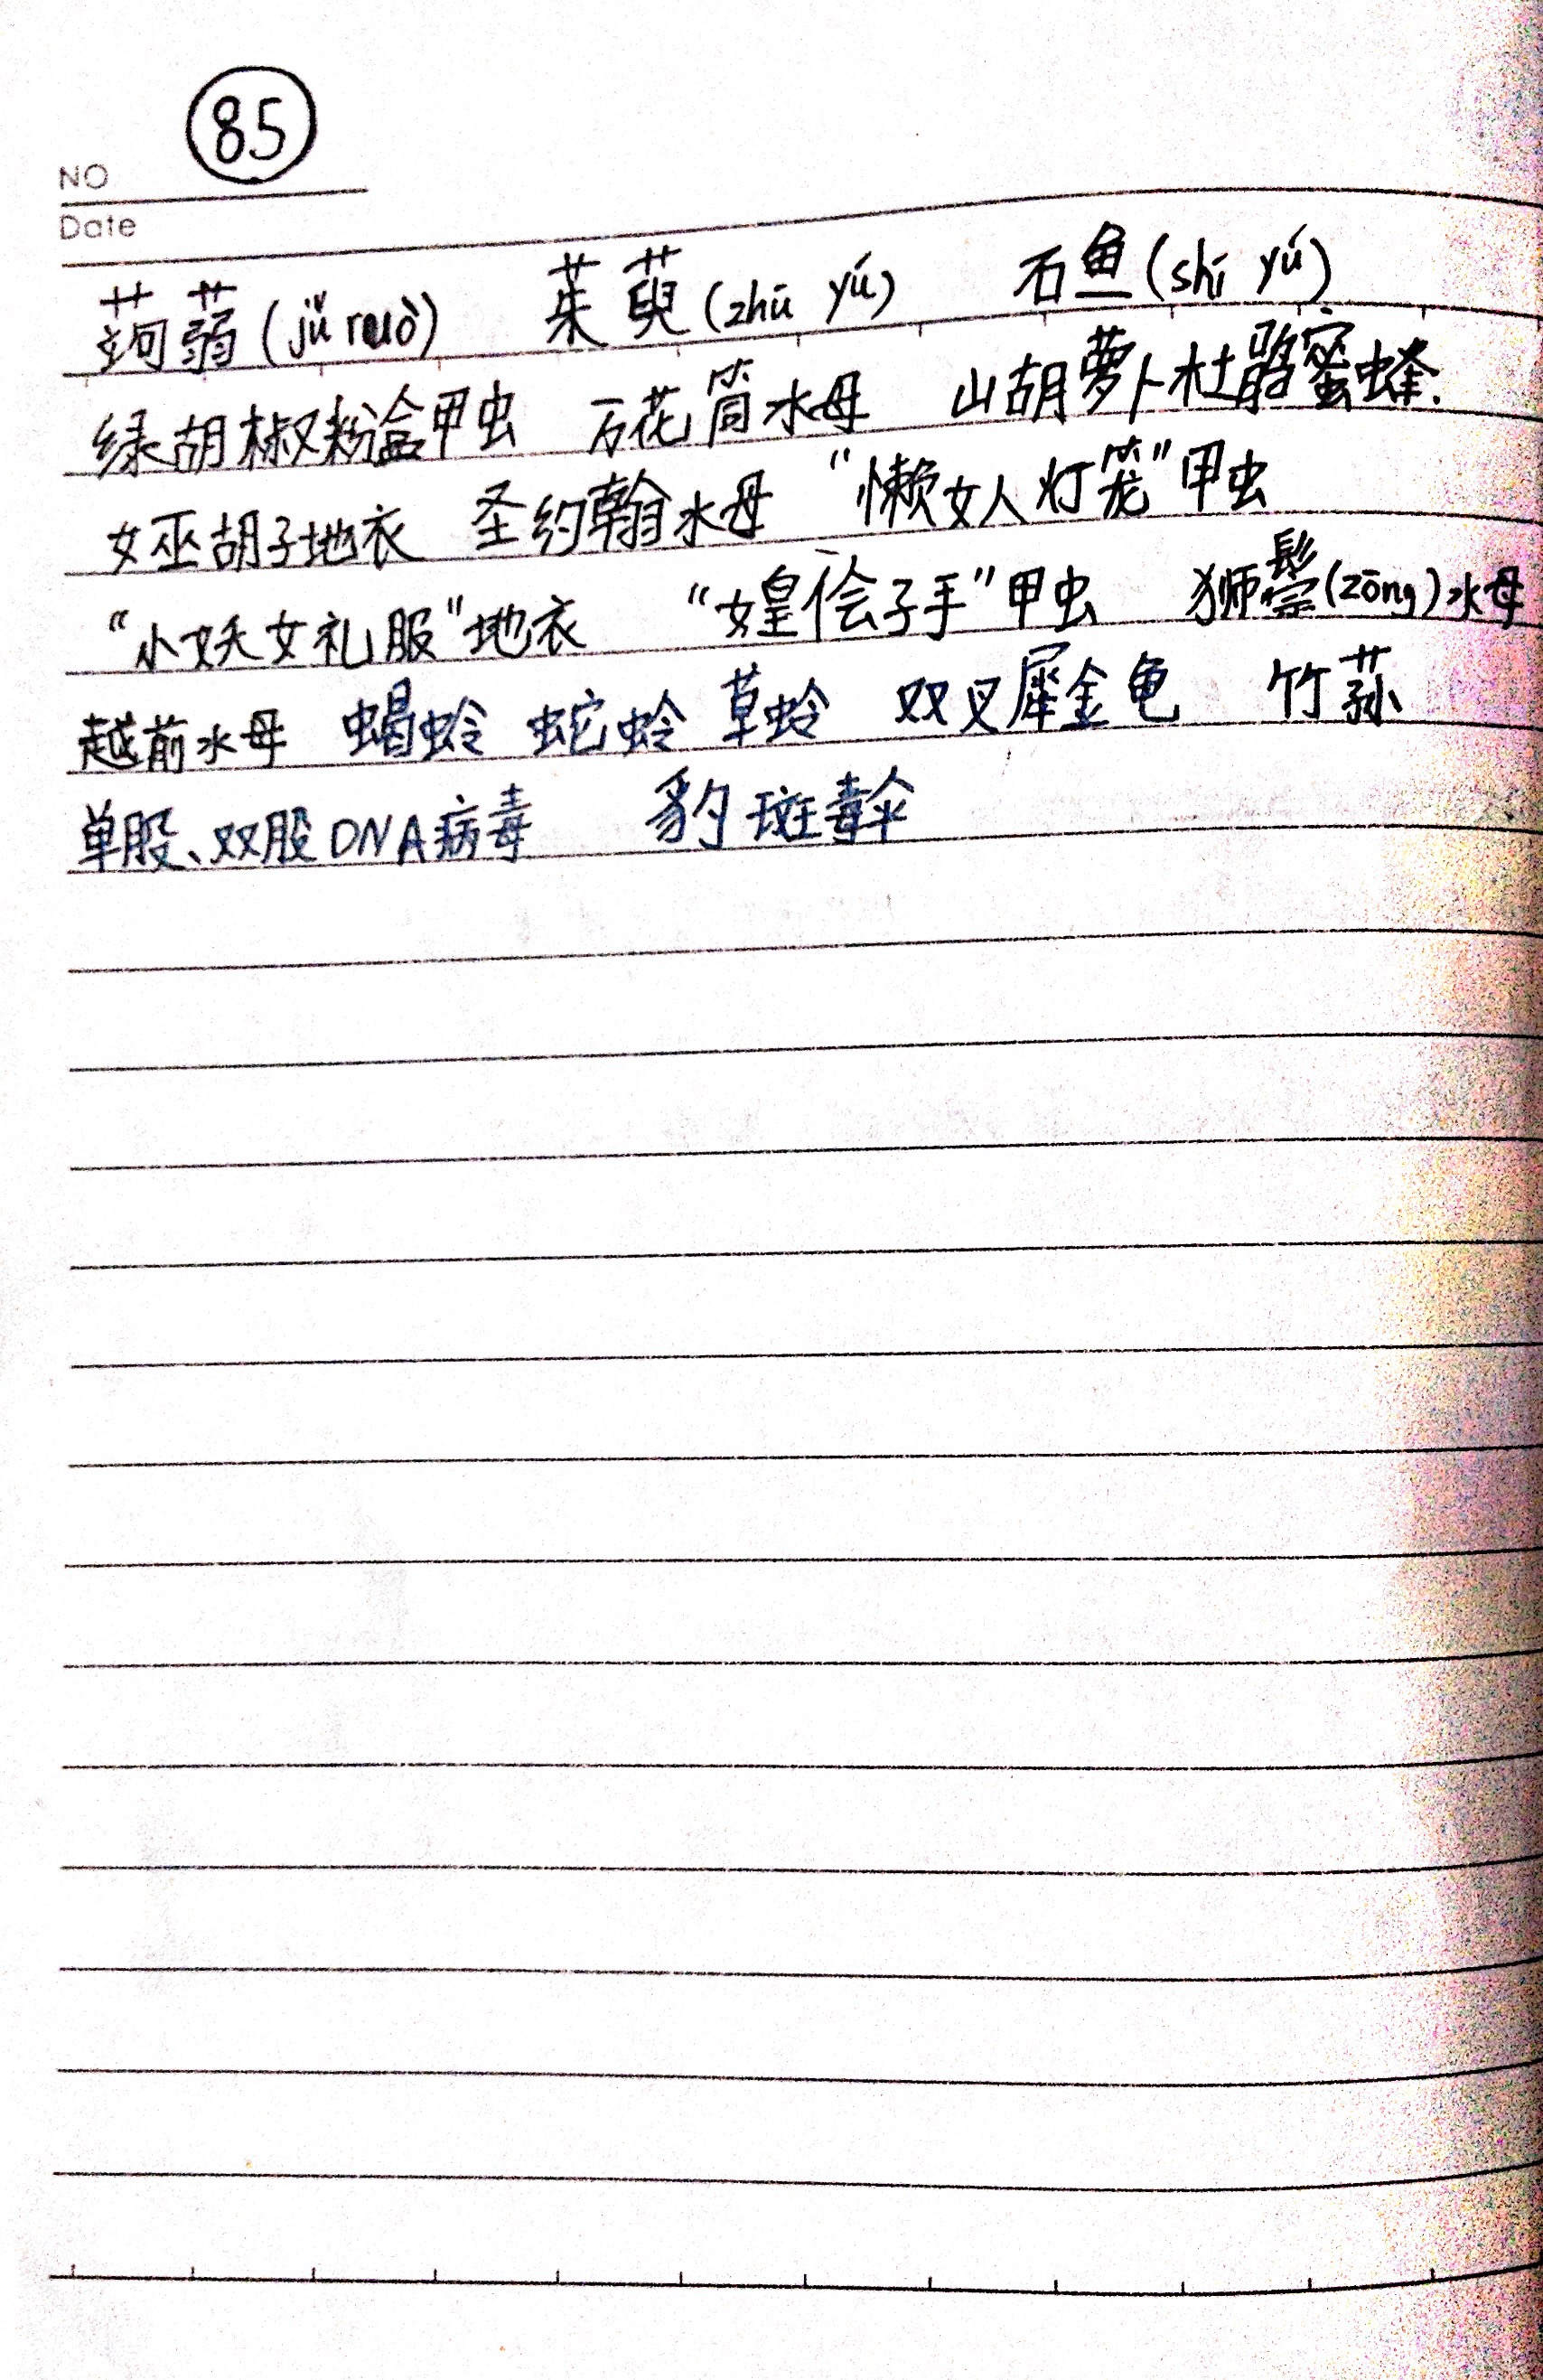 85
NO
Date
蒟蒻(jǔ ruò) 茱萸(zhū yú) 石鱼(shí yú)
绿胡椒粉盒甲虫 万花筒水母 山胡萝卜杜鹃蜜蜂.
女巫胡子地衣 圣约翰水母 “懒女人灯笼”甲虫
“小妖女礼服”地衣 “女皇侩子手”甲虫 狮鬃(zōng)水母
越前水母 蝎蛉 蛇蛉 草蛉 双叉犀金龟 竹荪
单股、双股DNA病毒 豹斑毒伞